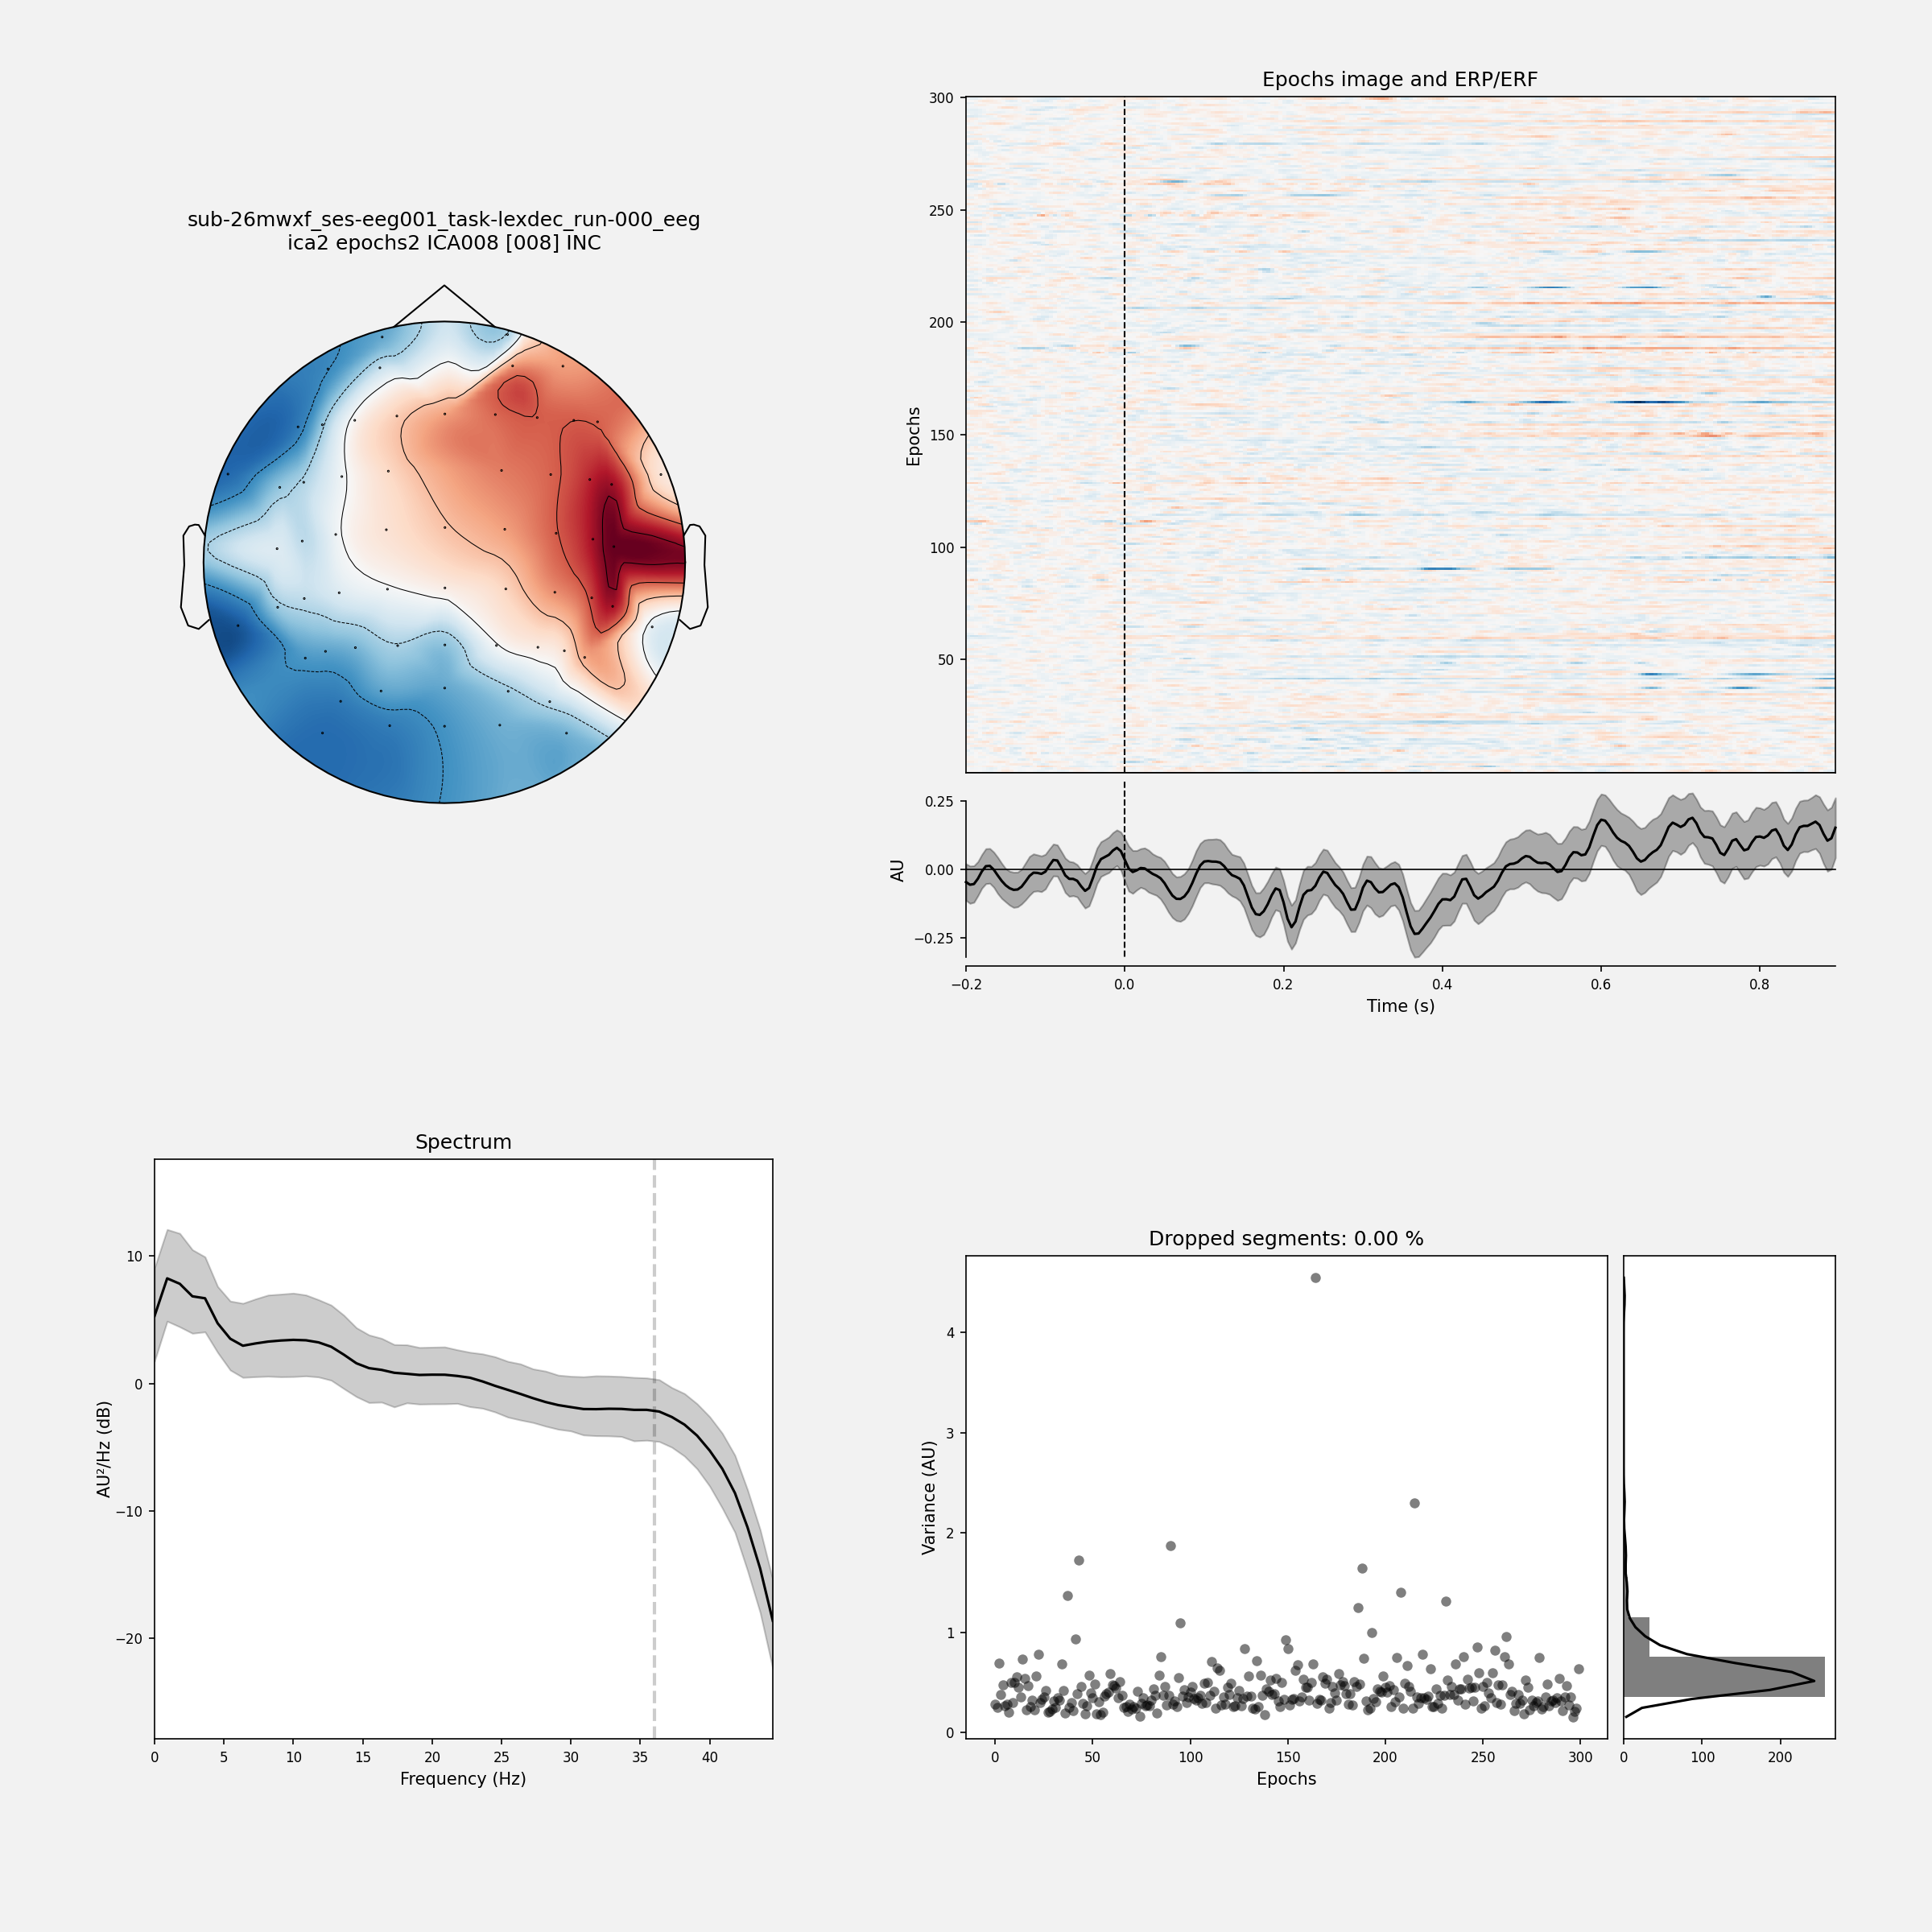 sub-26mwxf_ses-eeg001_task-lexdec_run-000_eeg
ica2 epochs2 ICA008 [008] INC
Epochs image and ERP/ERF
300
250
200
150
100
50
Epochs
0.25
0.00
−0.25
AU
−0.2 0.0 0.2 0.4 0.6 0.8
Time (s)
Spectrum
10
0
−10
−20
AU²/Hz (dB)
0 5 10 15 20 25 30 35 40
Frequency (Hz)
Dropped segments: 0.00 %
4
3
2
1
0
Variance (AU)
0 50 100 150 200 250 300
Epochs
0 100 200